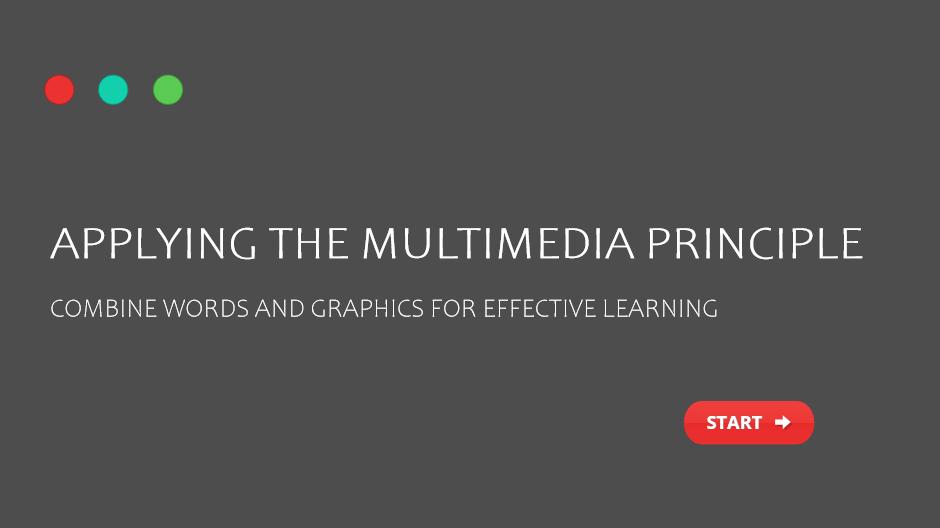 APPLYING THE MULTIMEDIA PRINCIPLE
COMBINE WORDS AND GRAPHICS FOR EFFECTIVE LEARNING
START